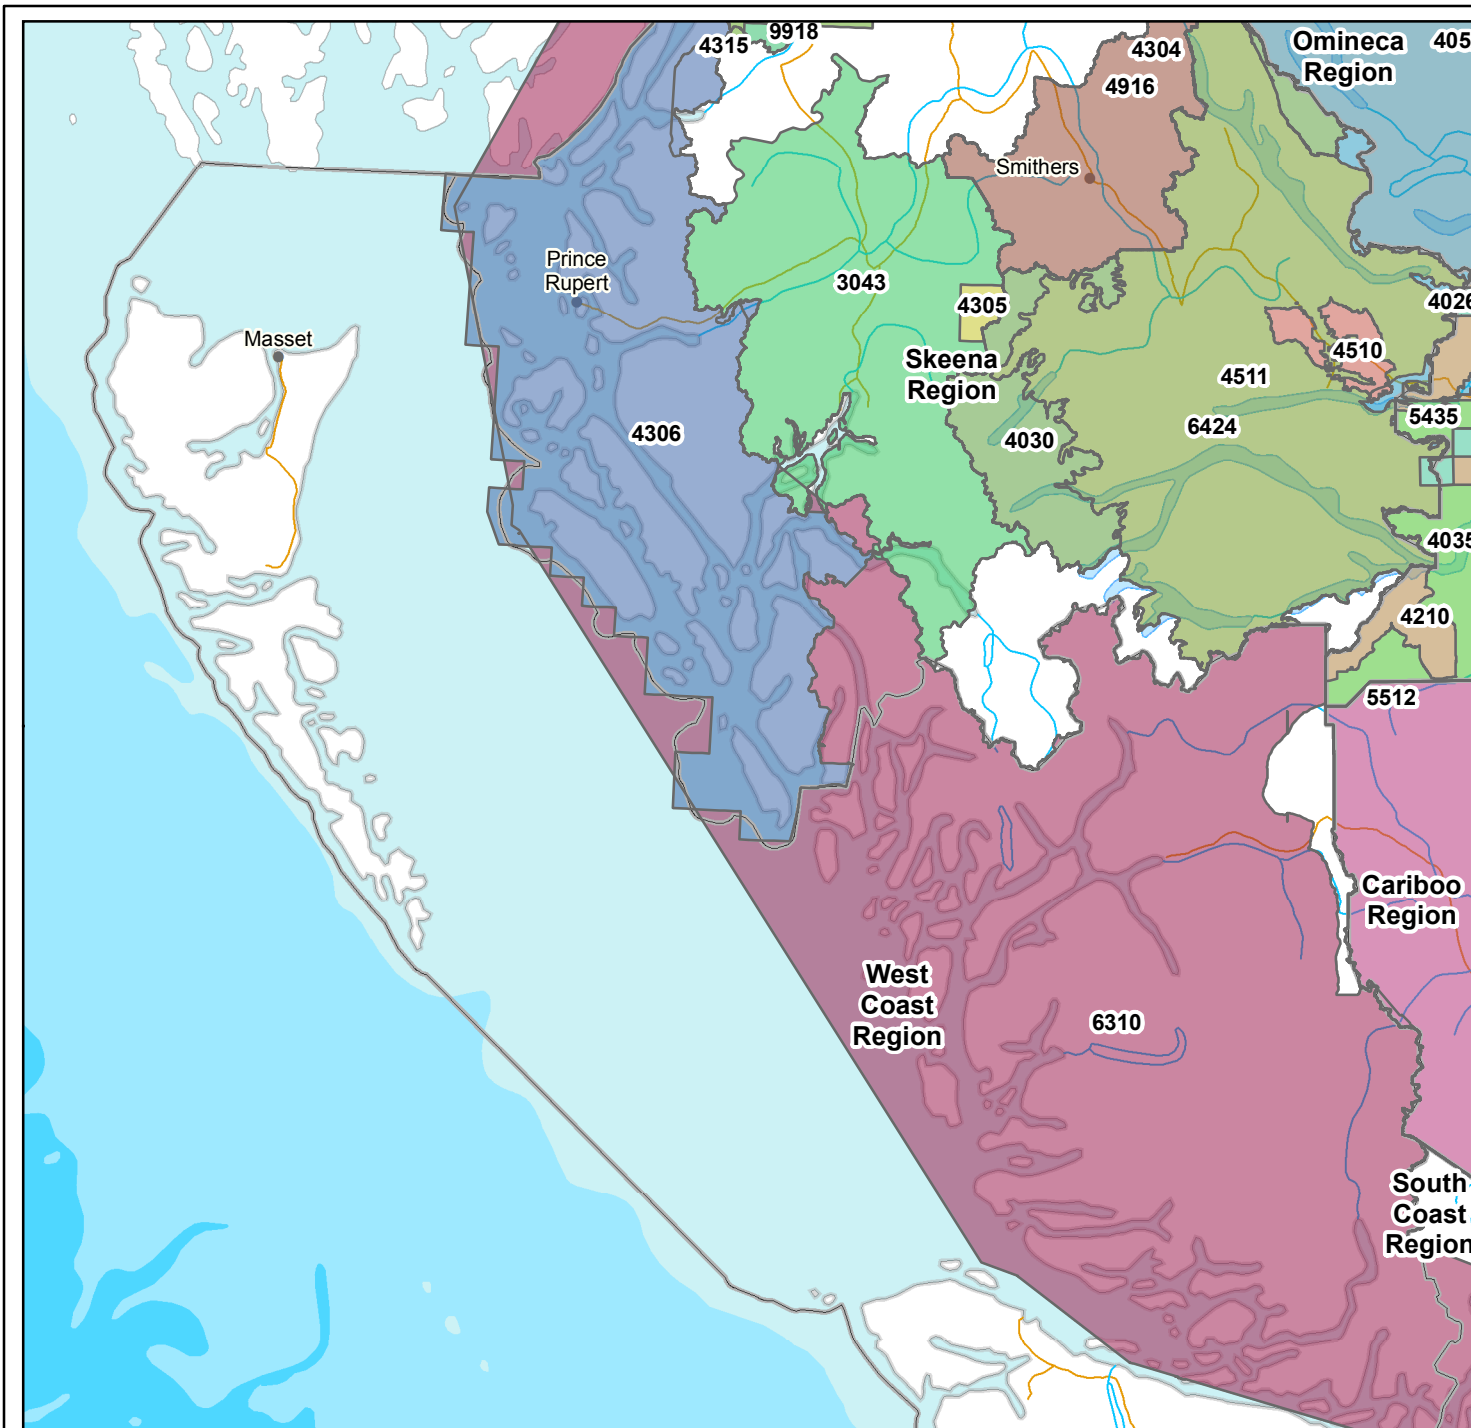 9918
4315
4304
4916
Omineca
Region
405
Smithers
Prince
Rupert
3043
4305
4026
Masset
4510
Skeena
Region
4511
5435
6424
4306
4030
4035
4210
5512
Cariboo
Region
West
Coast
Region
6310
South
Coast
Region